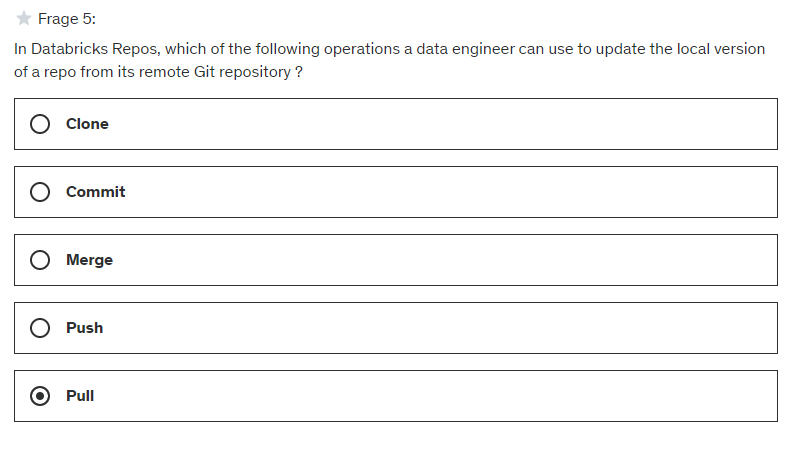 Frage 5:
In Databricks Repos, which of the following operations a data engineer can use to update the local version
of a repo from its remote Git repository ?
Clone
Commit
Merge
Push
Pull